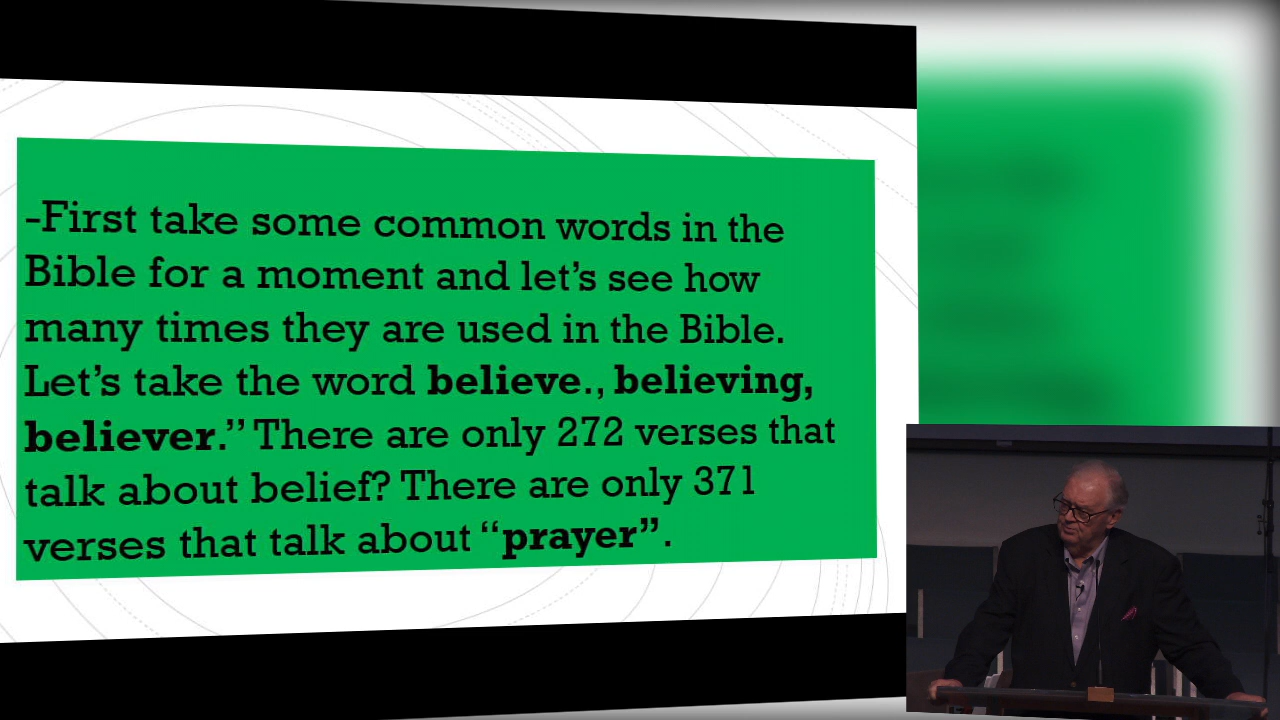 -First take some common words in the
Bible for a moment and let’s see how
many times they are used in the Bible.
Let’s take the word believe., believing,
believer.” There are only 272 verses that
talk about belief? There are only 371
verses that talk about “prayer”.